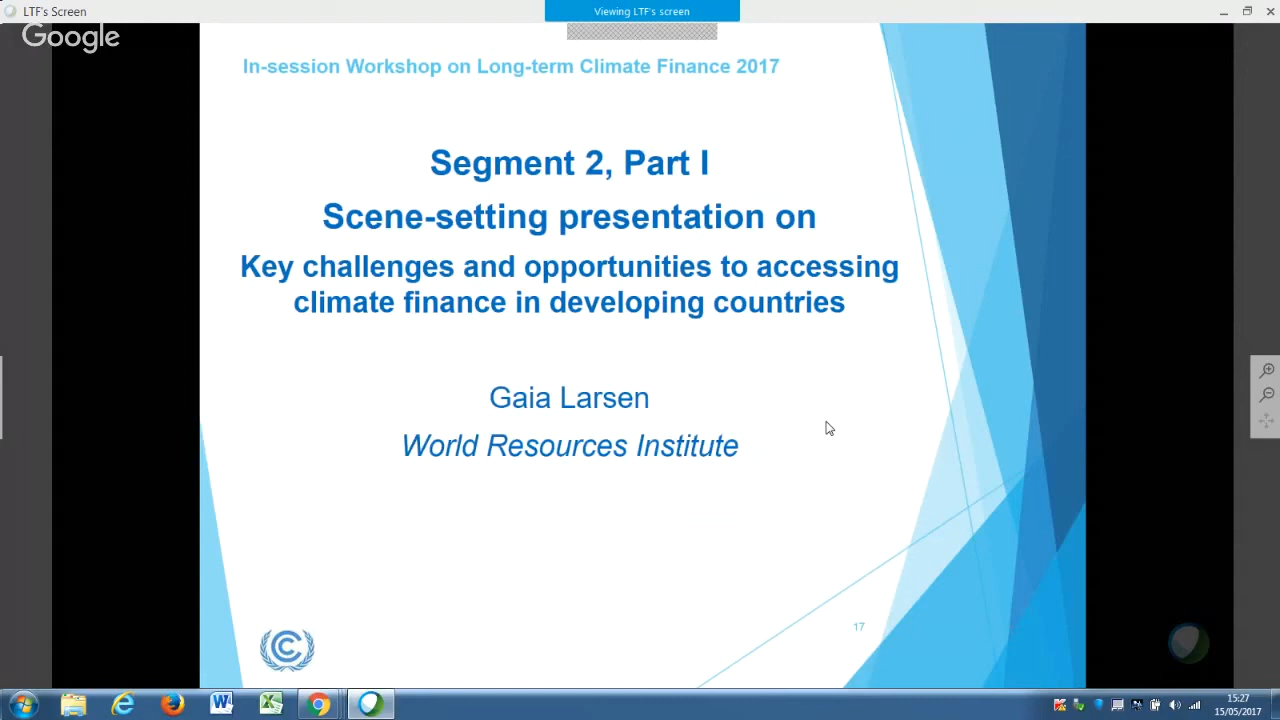 LTF's Screen
Viewing LTF's screen
Google
In-session Workshop on Long-term Climate Finance 2017
Segment 2, Part I
Scene-setting presentation on
Key challenges and opportunities to accessing
climate finance in developing countries
Gaia Larsen
World Resources Institute
17
15:27
15/05/2017